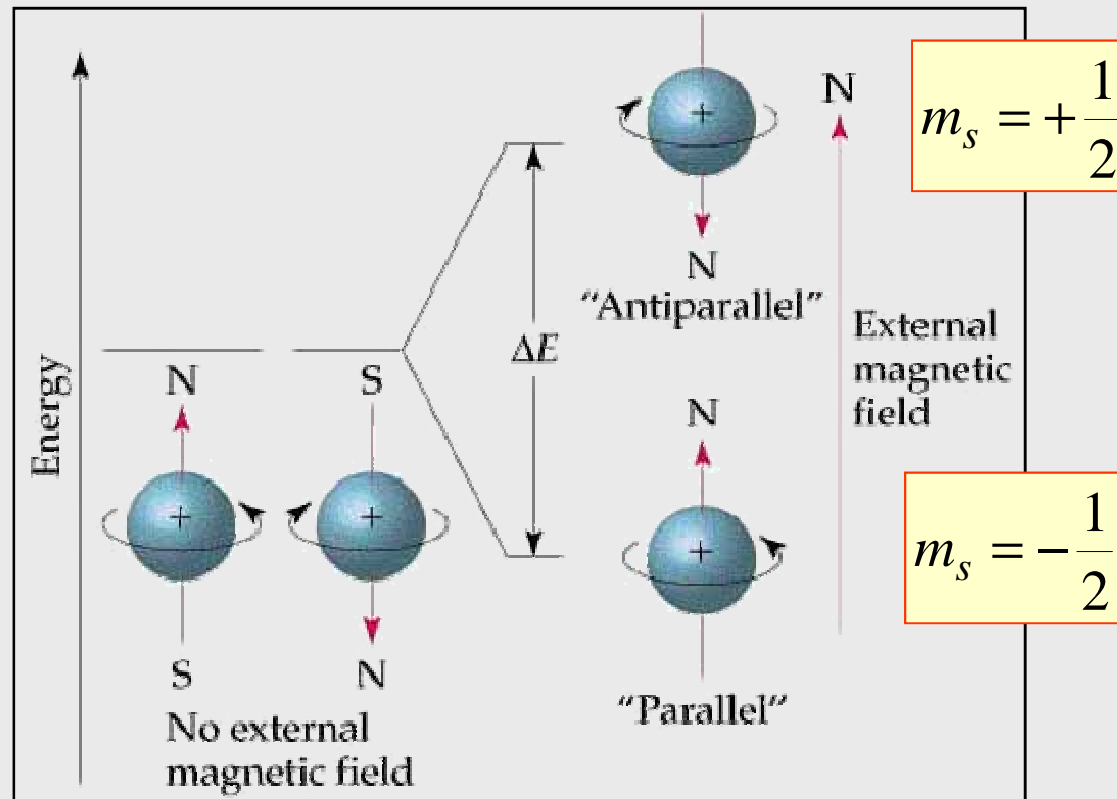 Energy
N
S
+
+
S
N
No external
magnetic field
ΔE
+
N
"Antiparallel"
N
+
"Parallel"
N
External
magnetic
field
m_s = +1/2
m_s = -1/2